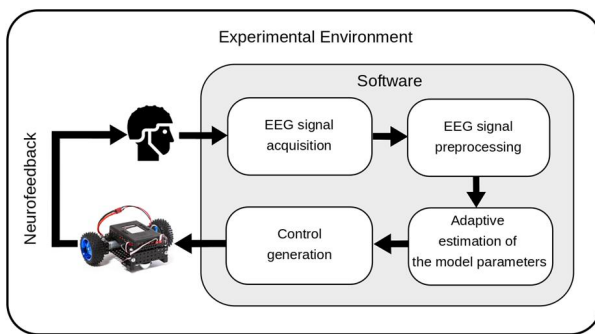 Experimental Environment
Software
EEG signal
acquisition
EEG signal
preprocessing
Neurofeedback
Control
generation
Adaptive
estimation of
the model parameters